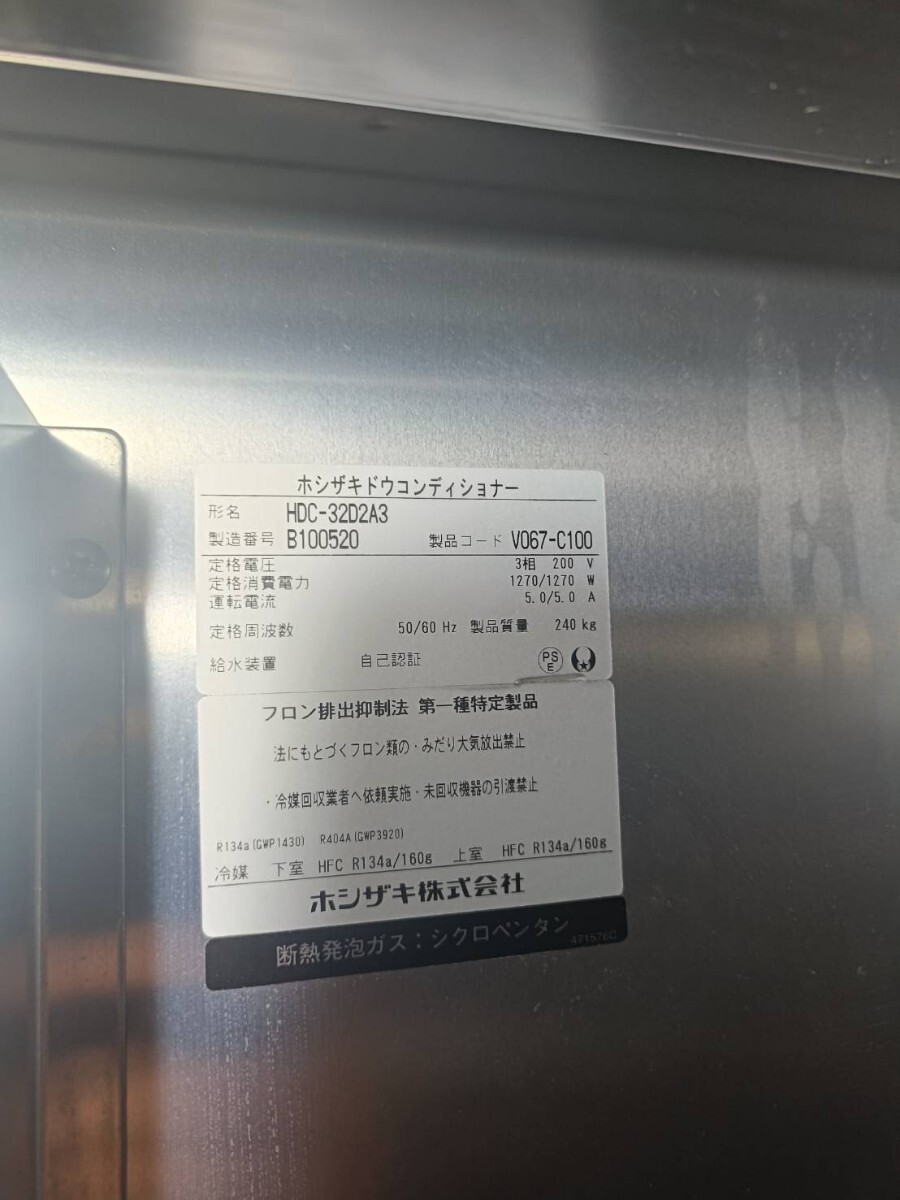 ホシザキドウコンディショナー
形名 HDC-32D2A3
製造番号 B100520 製品コード V067-C100
定格電圧 3相 200 V
定格消費電力 1270/1270 W
運転電流 5.0/5.0 A
定格周波数 50/60 Hz 製品質量 240 kg
給水装置 自己認証 PSE
フロン排出抑制法 第一種特定製品
法にもとづくフロン類の・みだり大気放出禁止
・冷媒回収業者へ依頼実施・未回収機器の引渡禁止
R134a(GWP1430) R404A(GWP3920)
冷媒 下室 HFC R134a/160g 上室 HFC R134a/160g
ホシザキ株式会社
断熱発泡ガス：シクロペンタン 471576C